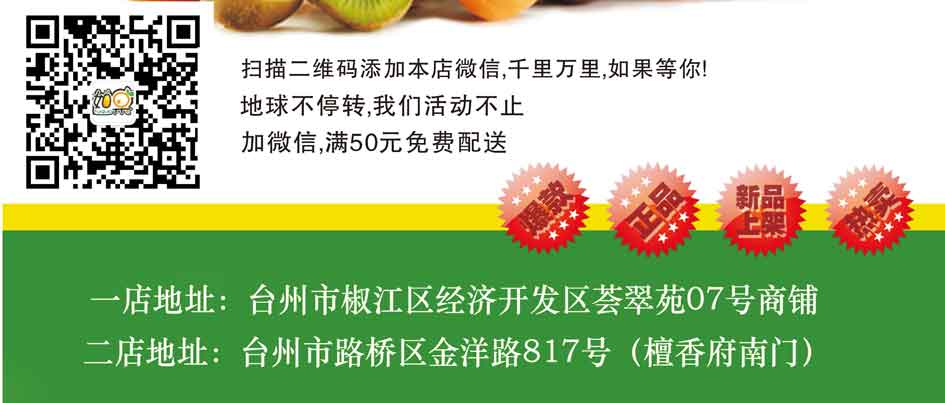 扫描二维码添加本店微信,千里万里,如果等你!
地球不停转,我们活动不止
加微信,满50元免费配送
爆款
正品
新品
上架
热卖
一店地址：台州市椒江区经济开发区荟翠苑07号商铺
二店地址：台州市路桥区金洋路817号（檀香府南门）